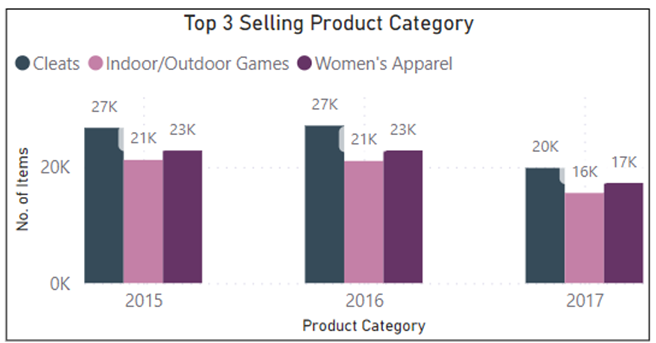 Top 3 Selling Product Category
Cleats Indoor/Outdoor Games Women's Apparel
No. of Items
20K
0K
27K
21K
23K
27K
21K
23K
20K
16K
17K
2015
2016
2017
Product Category